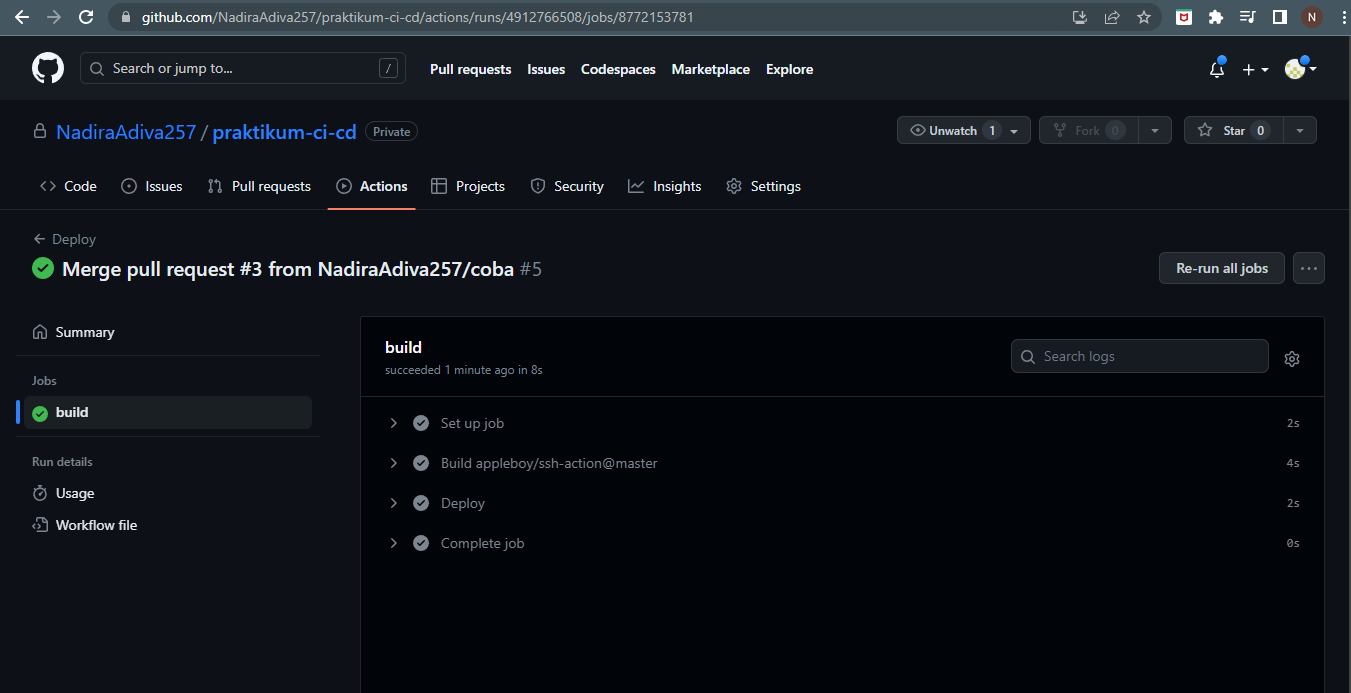 github.com/NadiraAdiva257/praktikum-ci-cd/actions/runs/4912766508/jobs/8772153781
N
Search or jump to... /
Pull requests Issues Codespaces Marketplace Explore
NadiraAdiva257 / praktikum-ci-cd Private
Unwatch 1 Fork 0 Star 0
Code Issues Pull requests Actions Projects Security Insights Settings
Deploy
Merge pull request #3 from NadiraAdiva257/coba #5
Re-run all jobs
Summary
Jobs
build
Run details
Usage
Workflow file
build
succeeded 1 minute ago in 8s
Search logs
Set up job 2s
Build appleboy/ssh-action@master 4s
Deploy 2s
Complete job 0s